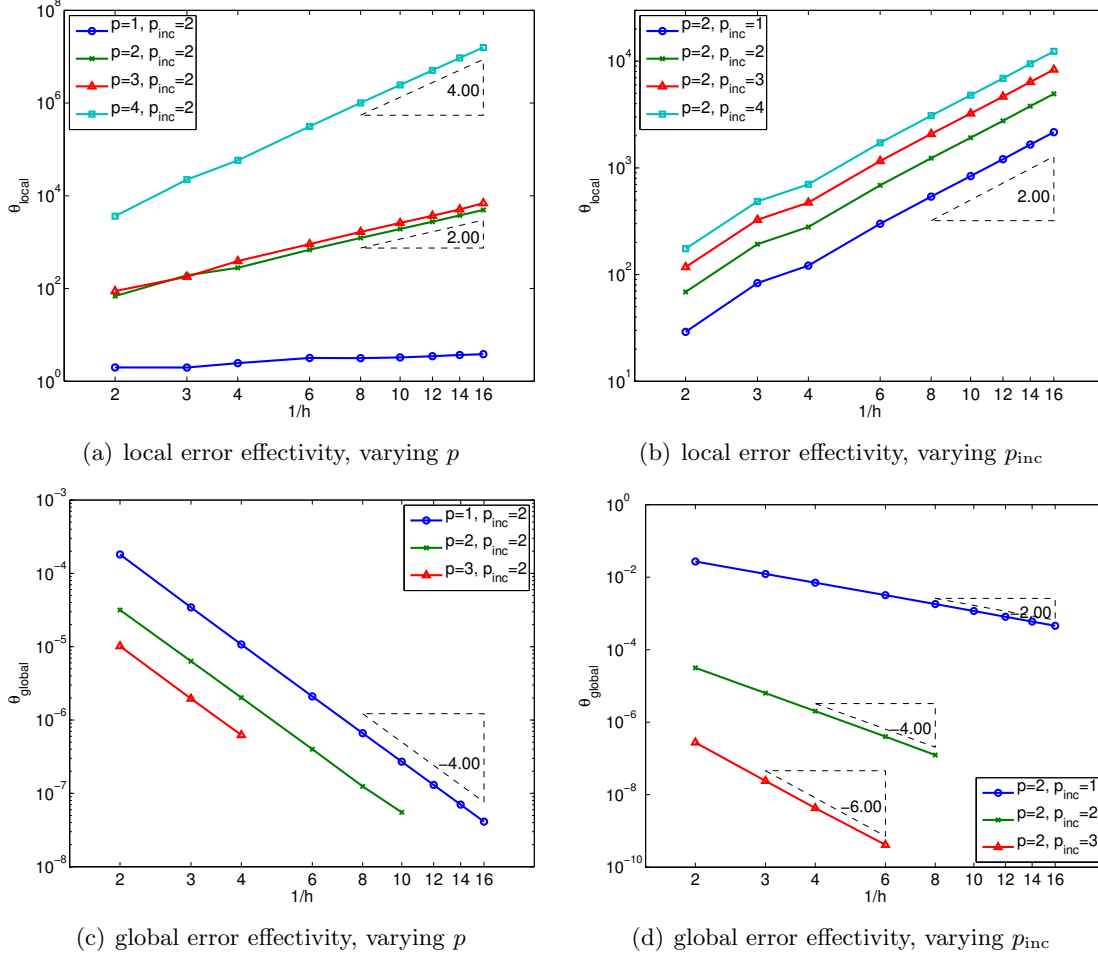 p=1, p_inc=2
p=2, p_inc=2
p=3, p_inc=2
p=4, p_inc=2
4.00
2.00
10^8
10^6
10^4
10^2
10^0
θ_local
2 3 4 6 8 10 12 14 16
1/h
(a) local error effectivity, varying p
p=2, p_inc=1
p=2, p_inc=2
p=2, p_inc=3
p=2, p_inc=4
2.00
10^4
10^3
10^2
10^1
θ_local
2 3 4 6 8 10 12 14 16
1/h
(b) local error effectivity, varying p_inc
p=1, p_inc=2
p=2, p_inc=2
p=3, p_inc=2
−4.00
10^−3
10^−4
10^−5
10^−6
10^−7
10^−8
θ_global
2 3 4 6 8 10 12 14 16
1/h
(c) global error effectivity, varying p
−2.00
−4.00
−6.00
p=2, p_inc=1
p=2, p_inc=2
p=2, p_inc=3
10^0
10^−2
10^−4
10^−6
10^−8
10^−10
θ_global
2 3 4 6 8 10 12 14 16
1/h
(d) global error effectivity, varying p_inc